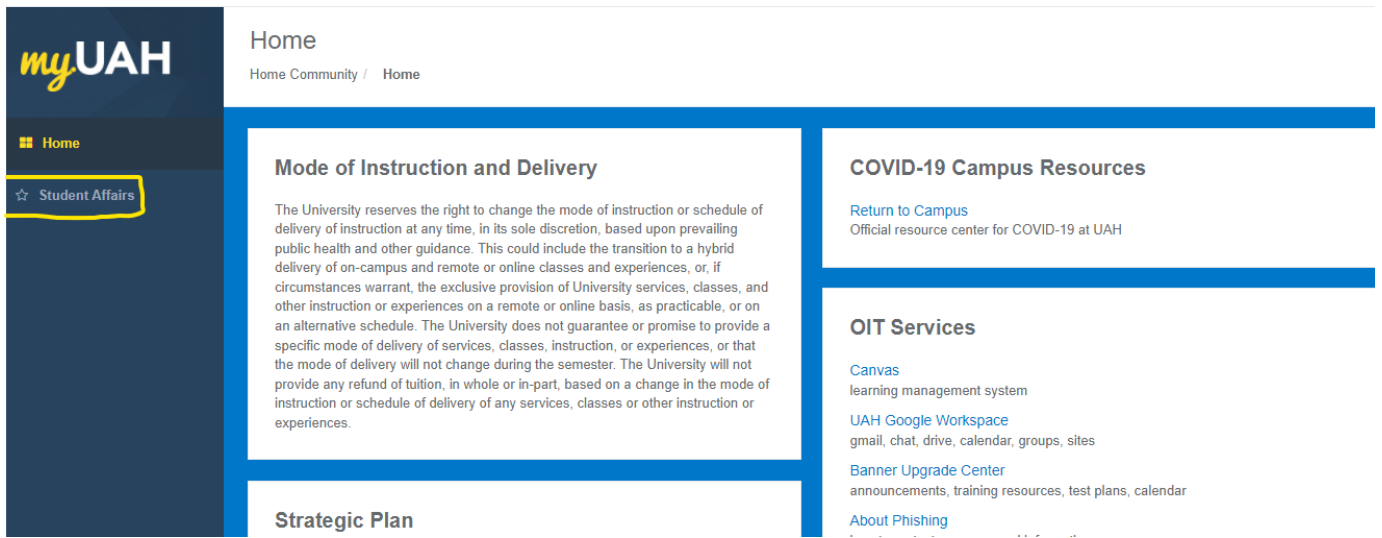 my.UAH
Home
Student Affairs
Home
Home Community / Home
Mode of Instruction and Delivery
The University reserves the right to change the mode of instruction or schedule of
delivery of instruction at any time, in its sole discretion, based upon prevailing
public health and other guidance. This could include the transition to a hybrid
delivery of on-campus and remote or online classes and experiences, or, if
circumstances warrant, the exclusive provision of University services, classes, and
other instruction or experiences on a remote or online basis, as practicable, or on
an alternative schedule. The University does not guarantee or promise to provide a
specific mode of delivery of services, classes, instruction, or experiences, or that
the mode of delivery will not change during the semester. The University will not
provide any refund of tuition, in whole or in-part, based on a change in the mode of
instruction or schedule of delivery of any services, classes or other instruction or
experiences.
Strategic Plan
COVID-19 Campus Resources
Return to Campus
Official resource center for COVID-19 at UAH
OIT Services
Canvas
learning management system
UAH Google Workspace
gmail, chat, drive, calendar, groups, sites
Banner Upgrade Center
announcements, training resources, test plans, calendar
About Phishing